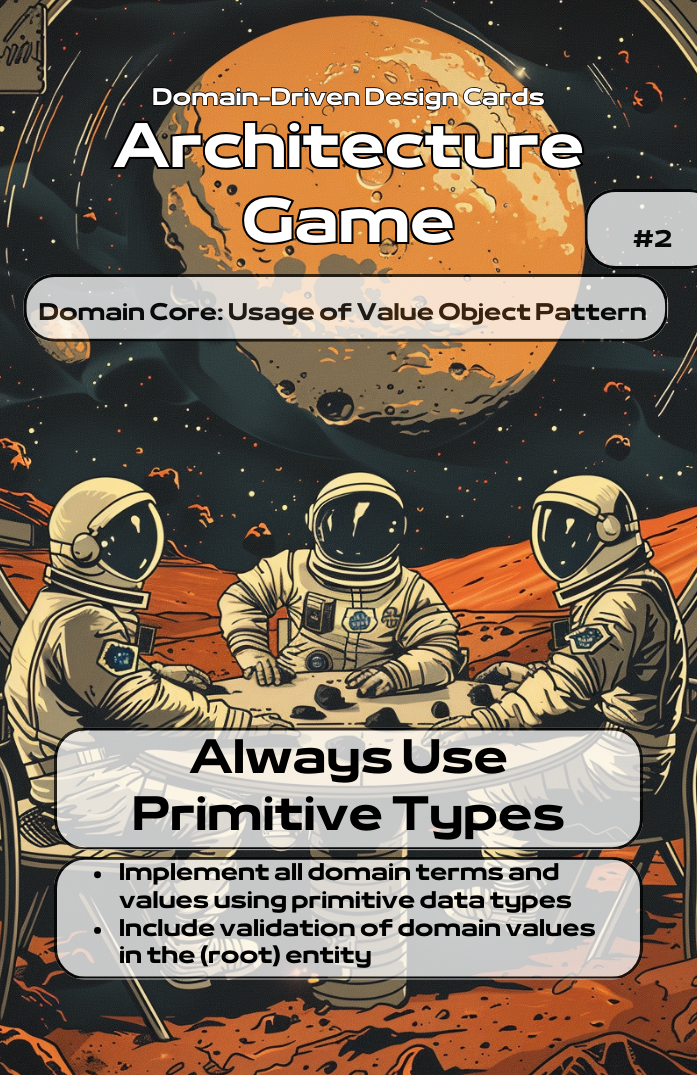 Domain-Driven Design Cards
Architecture
Game
#2
Domain Core: Usage of Value Object Pattern
Always Use
Primitive Types
• Implement all domain terms and
values using primitive data types
• Include validation of domain values
in the (root) entity